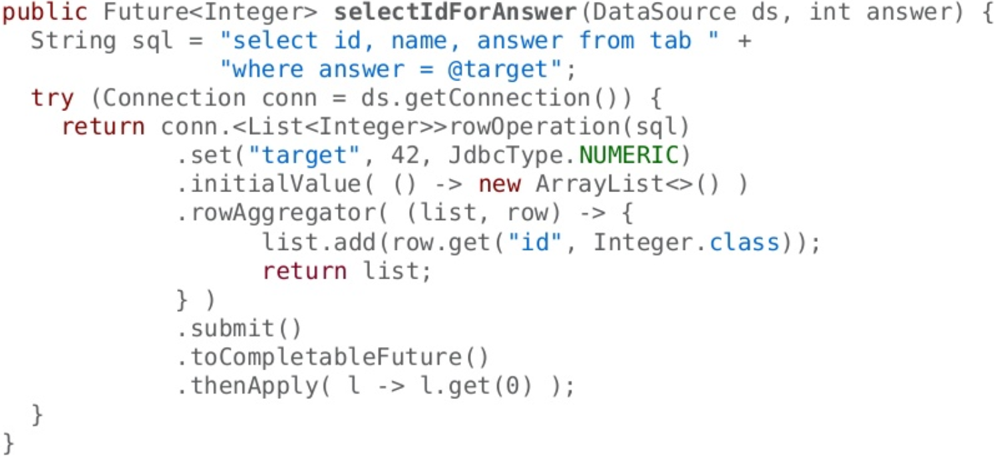 public Future<Integer> selectIdForAnswer(DataSource ds, int answer) {
  String sql = "select id, name, answer from tab " +
               "where answer = @target";
  try (Connection conn = ds.getConnection()) {
    return conn.<List<Integer>>rowOperation(sql)
            .set("target", 42, JdbcType.NUMERIC)
            .initialValue( () -> new ArrayList<>() )
            .rowAggregator( (list, row) -> {
                  list.add(row.get("id", Integer.class));
                  return list;
            } )
            .submit()
            .toCompletableFuture()
            .thenApply( l -> l.get(0) );
  }
}